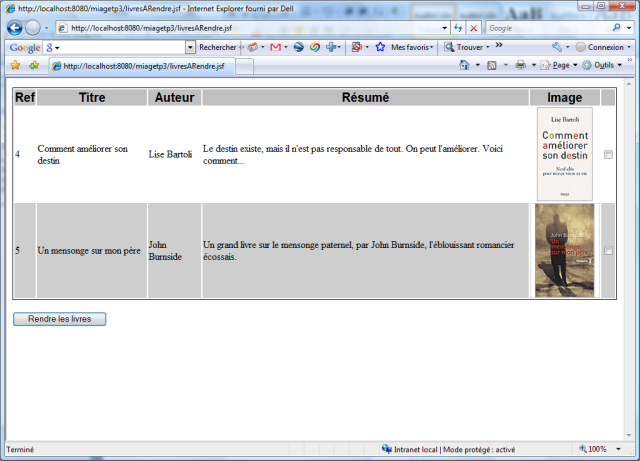 http://localhost:8080/miagetp3/livresARendre.jsf - Internet Explorer fourni par Dell
http://localhost:8080/miagetp3/livresARendre.jsf
Google
Google
Rechercher
Mes favoris
Trouver
Connexion
http://localhost:8080/miagetp3/livresARendre.jsf
Page
Outils
Ref Titre Auteur Résumé Image
4
Comment améliorer son
destin
Lise Bartoli
Le destin existe, mais il n'est pas responsable de tout. On peut l'améliorer. Voici
comment...
Lise Bartoli
Comment
améliorer
son destin
5
Un mensonge sur mon père
John
Burnside
Un grand livre sur le mensonge paternel, par John Burnside, l'éblouissant romancier
écossais.
Un
mensonge
sur mon père
Rendre les livres
Terminé
Intranet local | Mode protégé : activé
100%